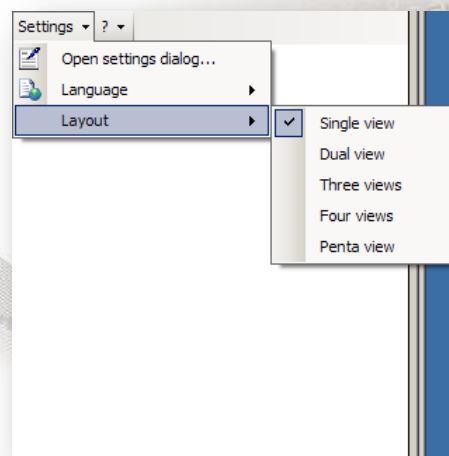 Settings ?
Open settings dialog...
Language
Layout
Single view
Dual view
Three views
Four views
Penta view